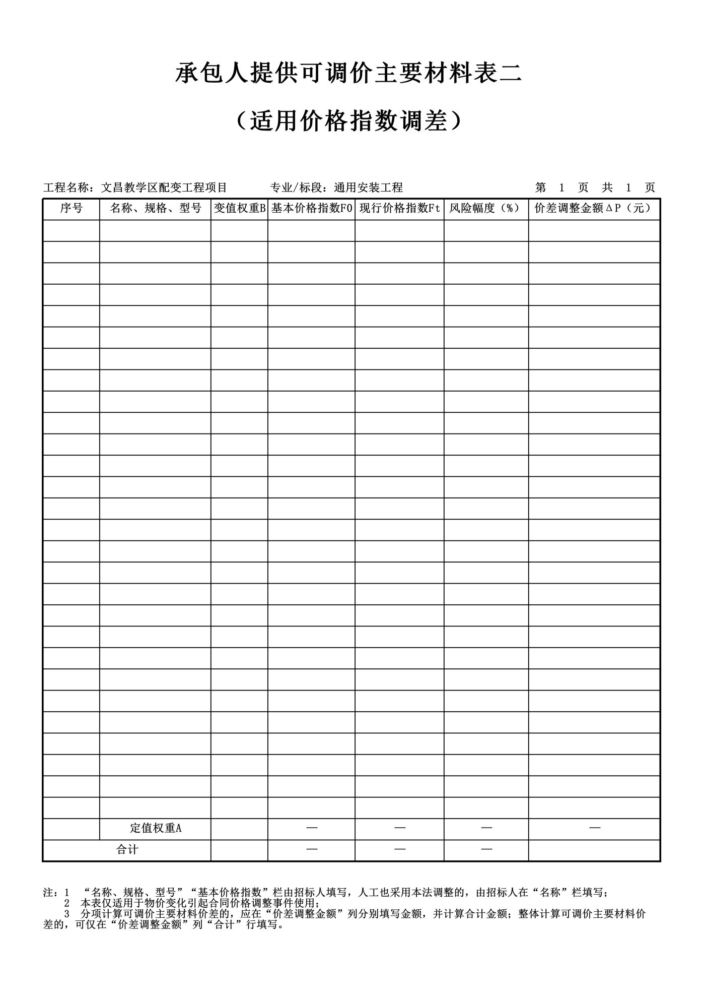 承包人提供可调价主要材料表二
（适用价格指数调差）
工程名称：文昌教学区配变工程项目 专业/标段：通用安装工程 第 1 页 共 1 页
序号 名称、规格、型号 变值权重B 基本价格指数F0 现行价格指数Ft 风险幅度（%） 价差调整金额ΔP（元）
定值权重A — — — —
合计 — — —
注：1 “名称、规格、型号”“基本价格指数”栏由招标人填写，人工也采用本法调整的，由招标人在“名称”栏填写；
2 本表仅适用于物价变化引起合同价格调整事件使用；
3 分项计算可调价主要材料价差的，应在“价差调整金额”列分别填写金额，并计算合计金额；整体计算可调价主要材料价
差的，可仅在“价差调整金额”列“合计”行填写。